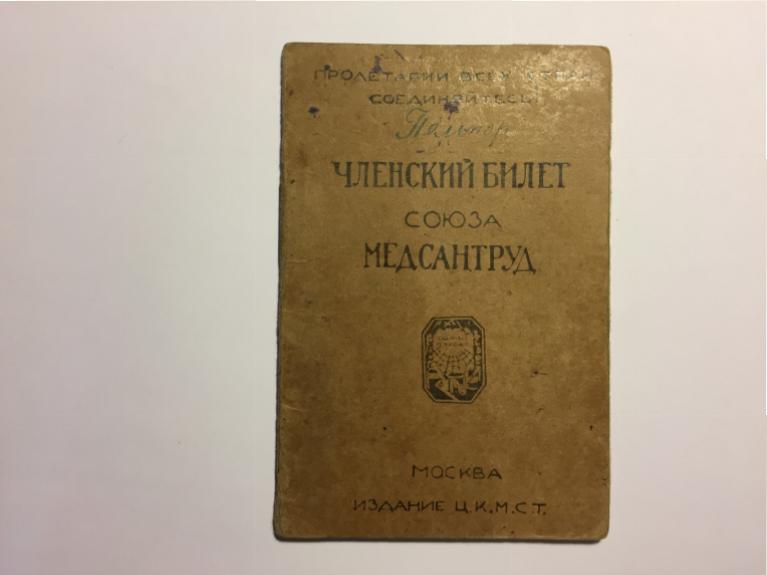 ПРОЛЕТАРИИ ВСЕХ СТРАН
СОЕДИНЯЙТЕСЬ!
ЧЛЕНСКИЙ БИЛЕТ
СОЮЗА
МЕДСАНТРУД
МОСКВА
ИЗДАНИЕ Ц.К.М.С.Т.